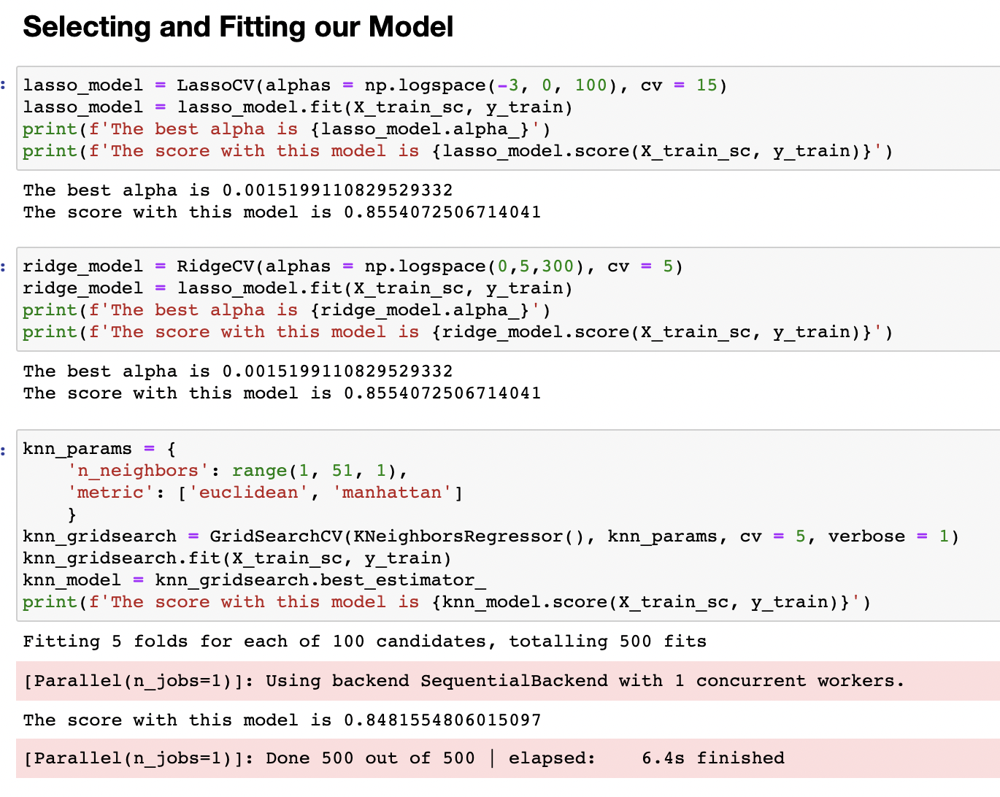 Selecting and Fitting our Model
: lasso_model = LassoCV(alphas = np.logspace(-3, 0, 100), cv = 15)
lasso_model = lasso_model.fit(X_train_sc, y_train)
print(f'The best alpha is {lasso_model.alpha_}')
print(f'The score with this model is {lasso_model.score(X_train_sc, y_train)}')
The best alpha is 0.0015199110829529332
The score with this model is 0.8554072506714041
: ridge_model = RidgeCV(alphas = np.logspace(0,5,300), cv = 5)
ridge_model = lasso_model.fit(X_train_sc, y_train)
print(f'The best alpha is {ridge_model.alpha_}')
print(f'The score with this model is {ridge_model.score(X_train_sc, y_train)}')
The best alpha is 0.0015199110829529332
The score with this model is 0.8554072506714041
: knn_params = {
    'n_neighbors': range(1, 51, 1),
    'metric': ['euclidean', 'manhattan']
    }
knn_gridsearch = GridSearchCV(KNeighborsRegressor(), knn_params, cv = 5, verbose = 1)
knn_gridsearch.fit(X_train_sc, y_train)
knn_model = knn_gridsearch.best_estimator_
print(f'The score with this model is {knn_model.score(X_train_sc, y_train)}')
Fitting 5 folds for each of 100 candidates, totalling 500 fits
[Parallel(n_jobs=1)]: Using backend SequentialBackend with 1 concurrent workers.
The score with this model is 0.8481554806015097
[Parallel(n_jobs=1)]: Done 500 out of 500 | elapsed:    6.4s finished